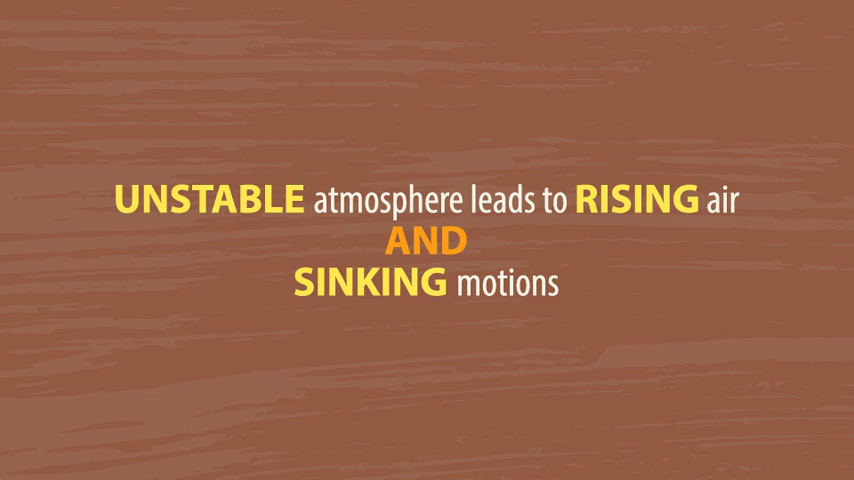 UNSTABLE atmosphere leads to RISING air
AND
SINKING motions